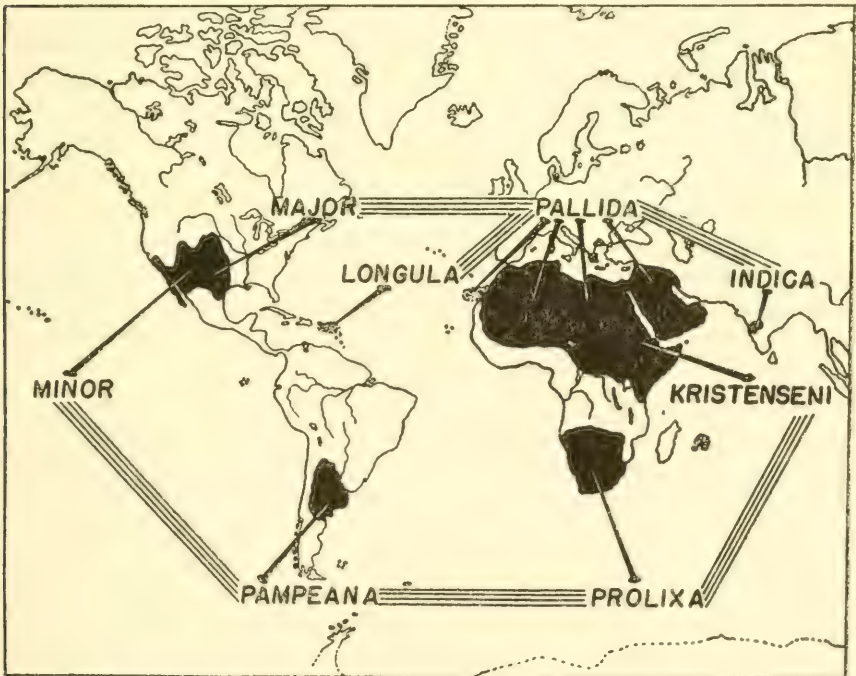 MAJOR
PALLIDA
LONGULA
INDICA
MINOR
KRISTENSENI
PAMPEANA
PROLIXA